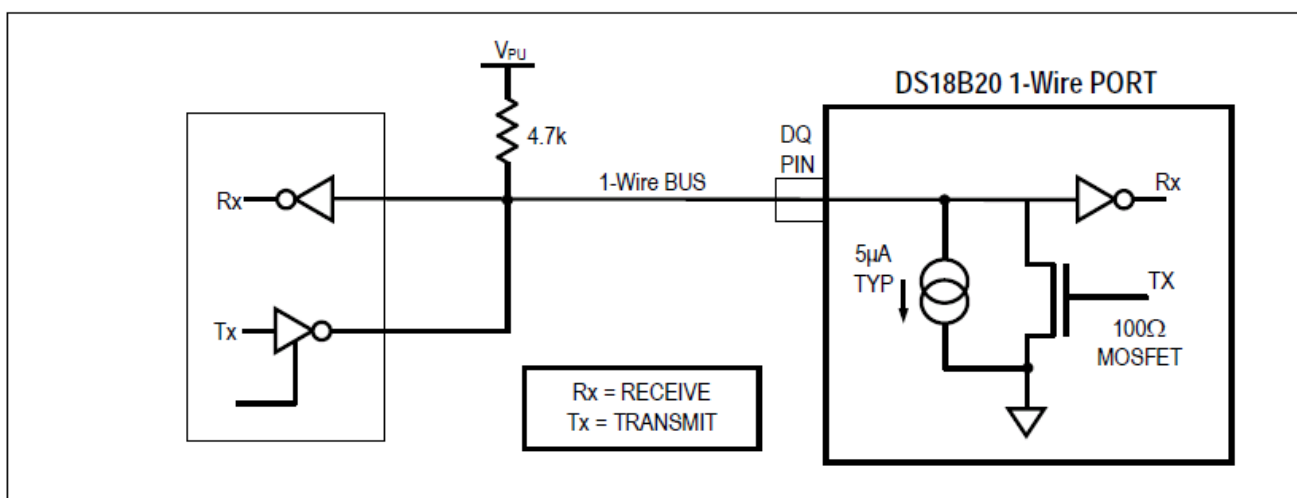 V_PU
DS18B20 1-Wire PORT
4.7k
DQ
PIN
1-Wire BUS
Rx
Rx
5µA
TYP
TX
Tx
100Ω
MOSFET
Rx = RECEIVE
Tx = TRANSMIT